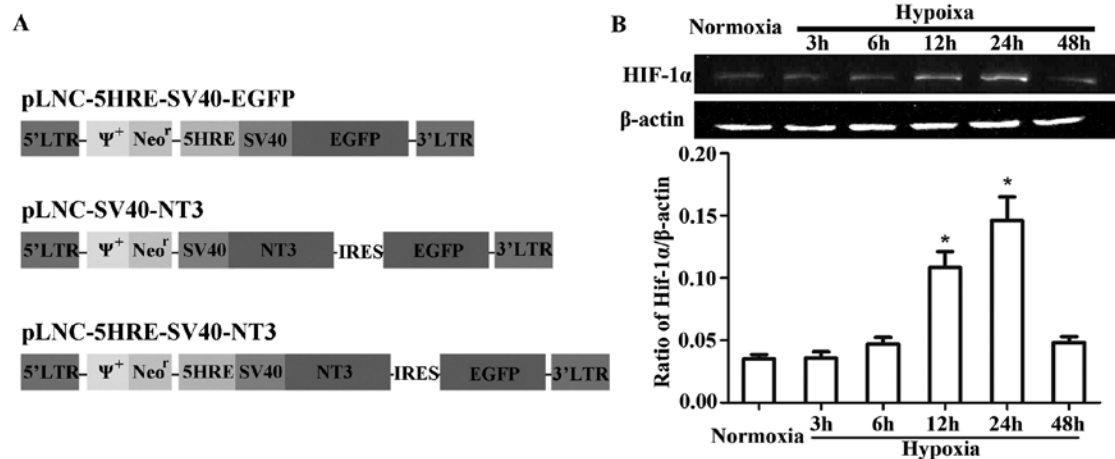 A
pLNC-5HRE-SV40-EGFP
5'LTR Ψ+ Neoʳ 5HRE SV40 EGFP 3'LTR
pLNC-SV40-NT3
5'LTR Ψ+ Neoʳ SV40 NT3 IRES EGFP 3'LTR
pLNC-5HRE-SV40-NT3
5'LTR Ψ+ Neoʳ 5HRE SV40 NT3 IRES EGFP 3'LTR
B
Hypoixa
Normoxia 3h 6h 12h 24h 48h
HIF-1α
β-actin
Ratio of Hif-1α/β-actin
0.20
0.15
0.10
0.05
0.00
*
*
Normoxia 3h 6h 12h 24h 48h
Hypoxia